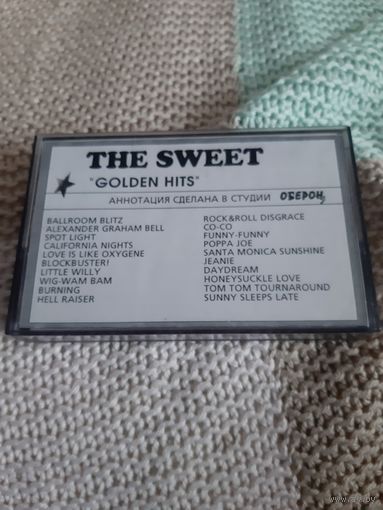 THE SWEET
"GOLDEN HITS"
АННОТАЦИЯ СДЕЛАНА В СТУДИИ ОБЕРОН
BALLROOM BLITZ
ALEXANDER GRAHAM BELL
SPOT LIGHT
CALIFORNIA NIGHTS
LOVE IS LIKE OXYGENE
BLOCKBUSTER!
LITTLE WILLY
WIG-WAM BAM
BURNING
HELL RAISER
ROCK&ROLL DISGRACE
CO-CO
FUNNY-FUNNY
POPPA JOE
SANTA MONICA SUNSHINE
JEANIE
DAYDREAM
HONEYSUCKLE LOVE
TOM TOM TOURNAROUND
SUNNY SLEEPS LATE